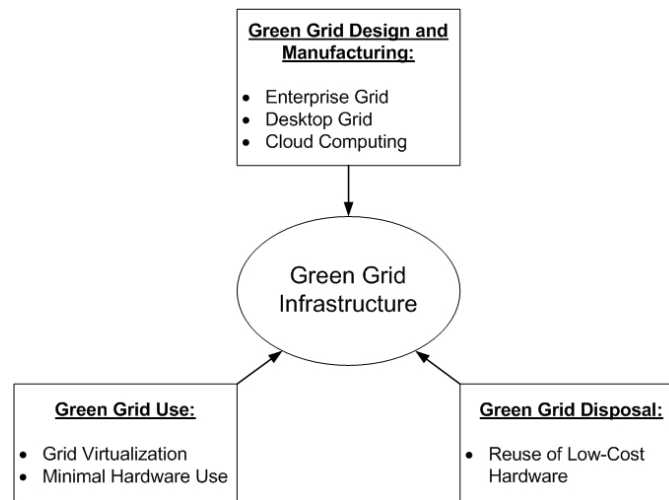 Green Grid Design and
Manufacturing:
• Enterprise Grid
• Desktop Grid
• Cloud Computing
Green Grid
Infrastructure
Green Grid Use:
• Grid Virtualization
• Minimal Hardware Use
Green Grid Disposal:
• Reuse of Low-Cost
Hardware